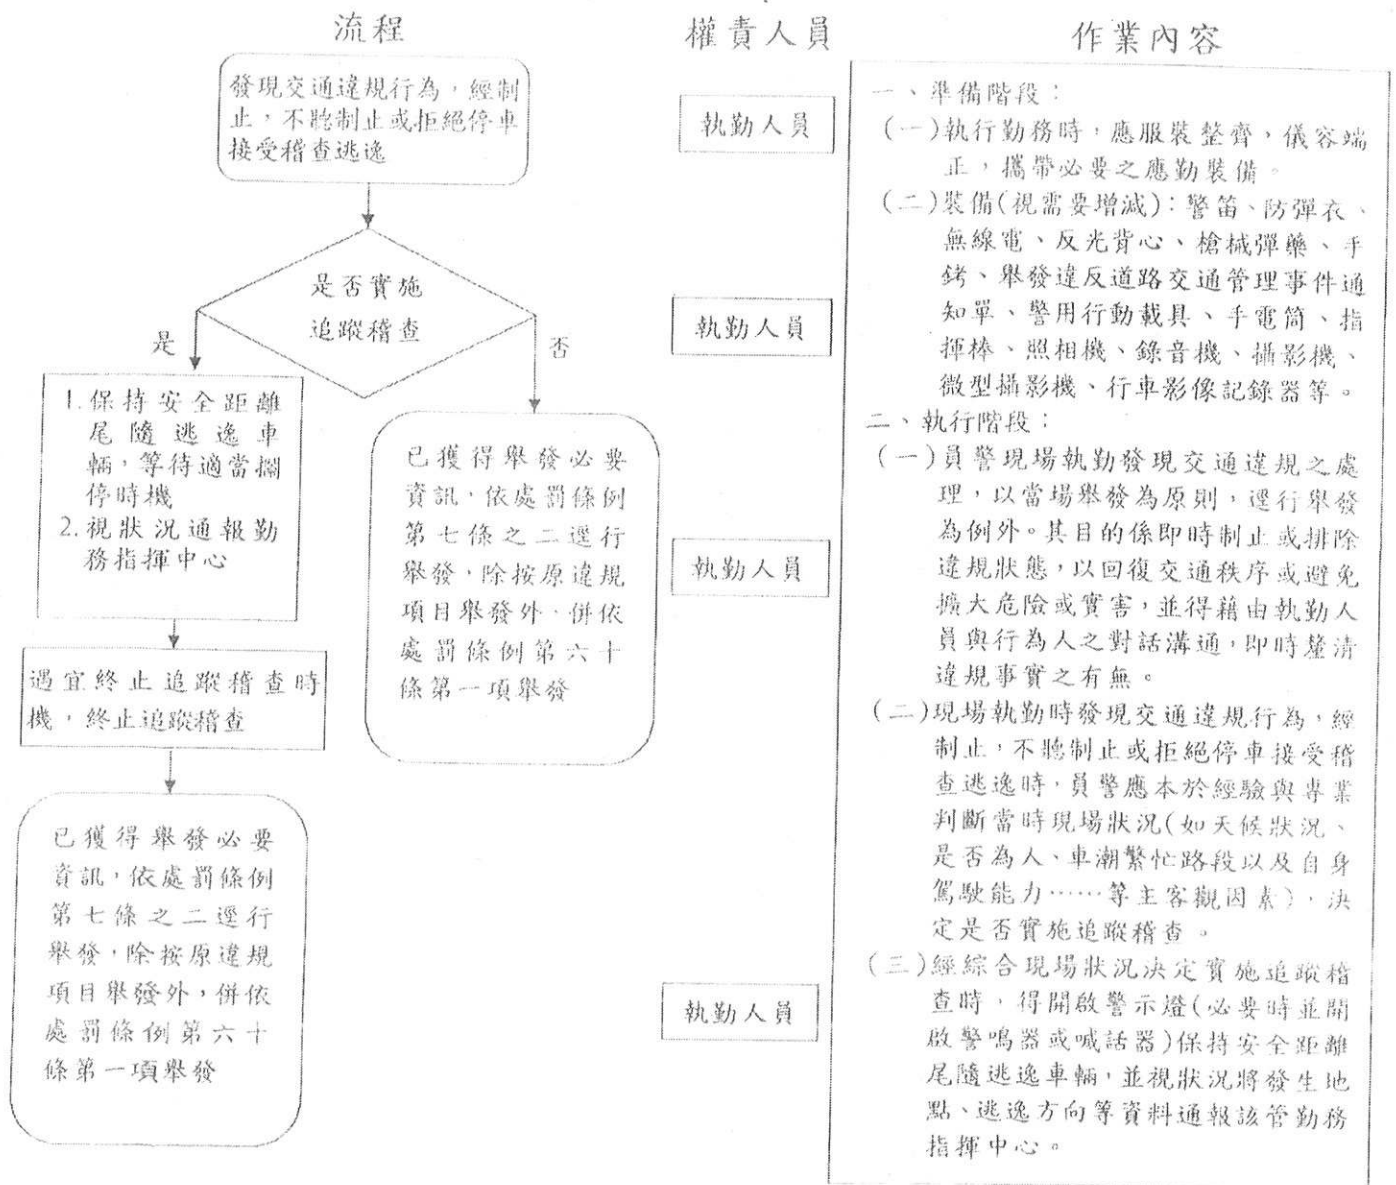 流程
發現交通違規行為，經制
止，不聽制止或拒絕停車
接受稽查逃逸
是否實施
追蹤稽查
是
否
1.保持安全距離
尾隨逃逸車
輛，等待適當攔
停時機
2.視狀況通報勤
務指揮中心
已獲得舉發必要
資訊，依處罰條例
第七條之二逕行
舉發，除按原違規
項目舉發外，併依
處罰條例第六十
條第一項舉發
遇宜終止追蹤稽查時
機，終止追蹤稽查
已獲得舉發必要
資訊，依處罰條例
第七條之二逕行
舉發，除按原違規
項目舉發外，併依
處罰條例第六十
條第一項舉發
權責人員
執勤人員
執勤人員
執勤人員
執勤人員
作業內容
一、準備階段：
(一)執行勤務時，應服裝整齊，儀容端
正，攜帶必要之應勤裝備。
(二)裝備(視需要增減)：警笛、防彈衣、
無線電、反光背心、槍械彈藥、手
銬、舉發違反道路交通管理事件通
知單、警用行動載具、手電筒、指
揮棒、照相機、錄音機、攝影機、
微型攝影機、行車影像記錄器等。
二、執行階段：
(一)員警現場執勤發現交通違規之處
理，以當場舉發為原則，逕行舉發
為例外。其目的係即時制止或排除
違規狀態，以回復交通秩序或避免
擴大危險或實害，並得藉由執勤人
員與行為人之對話溝通，即時釐清
違規事實之有無。
(二)現場執勤時發現交通違規行為，經
制止，不聽制止或拒絕停車接受稽
查逃逸時，員警應本於經驗與專業
判斷當時現場狀況(如天候狀況、
是否為人、車潮繁忙路段以及自身
駕駛能力……等主客觀因素)，決
定是否實施追蹤稽查。
(三)經綜合現場狀況決定實施追蹤稽
查時，得開啟警示燈(必要時並開
啟警鳴器或喊話器)保持安全距離
尾隨逃逸車輛，並視狀況將發生地
點、逃逸方向等資料通報該管勤務
指揮中心。